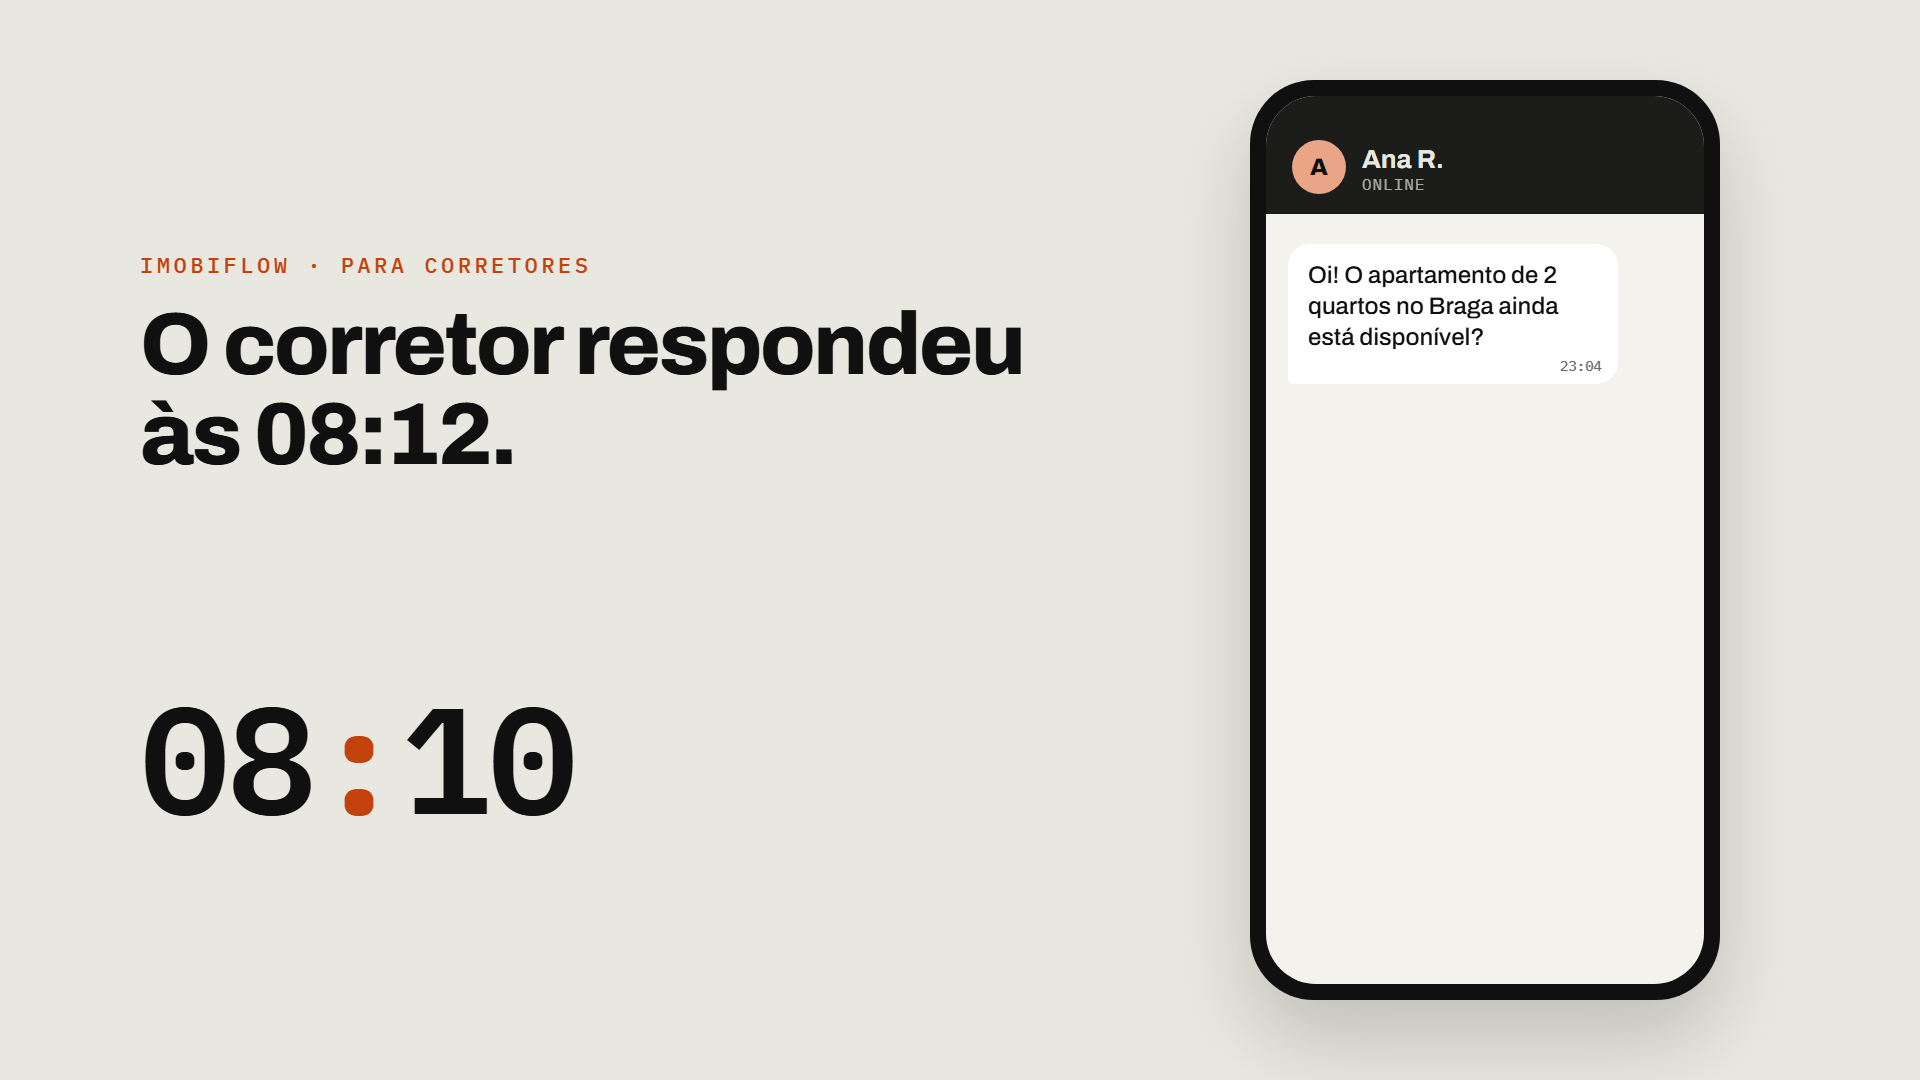 IMOBIFLOW · PARA CORRETORES
O corretor respondeu
às 08:12.
08:10
A
Ana R.
ONLINE
Oi! O apartamento de 2
quartos no Braga ainda
está disponível?
23:04